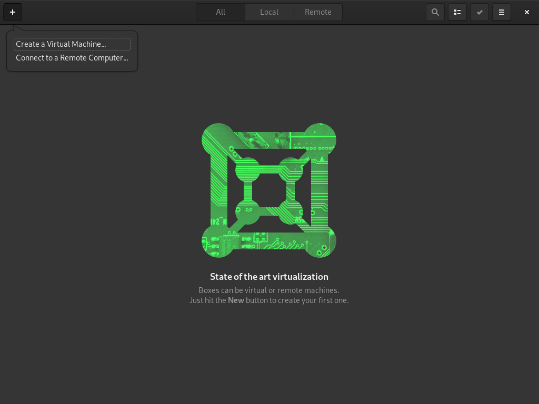 All Local Remote
Create a Virtual Machine...
Connect to a Remote Computer...
State of the art virtualization
Boxes can be virtual or remote machines.
Just hit the New button to create your first one.